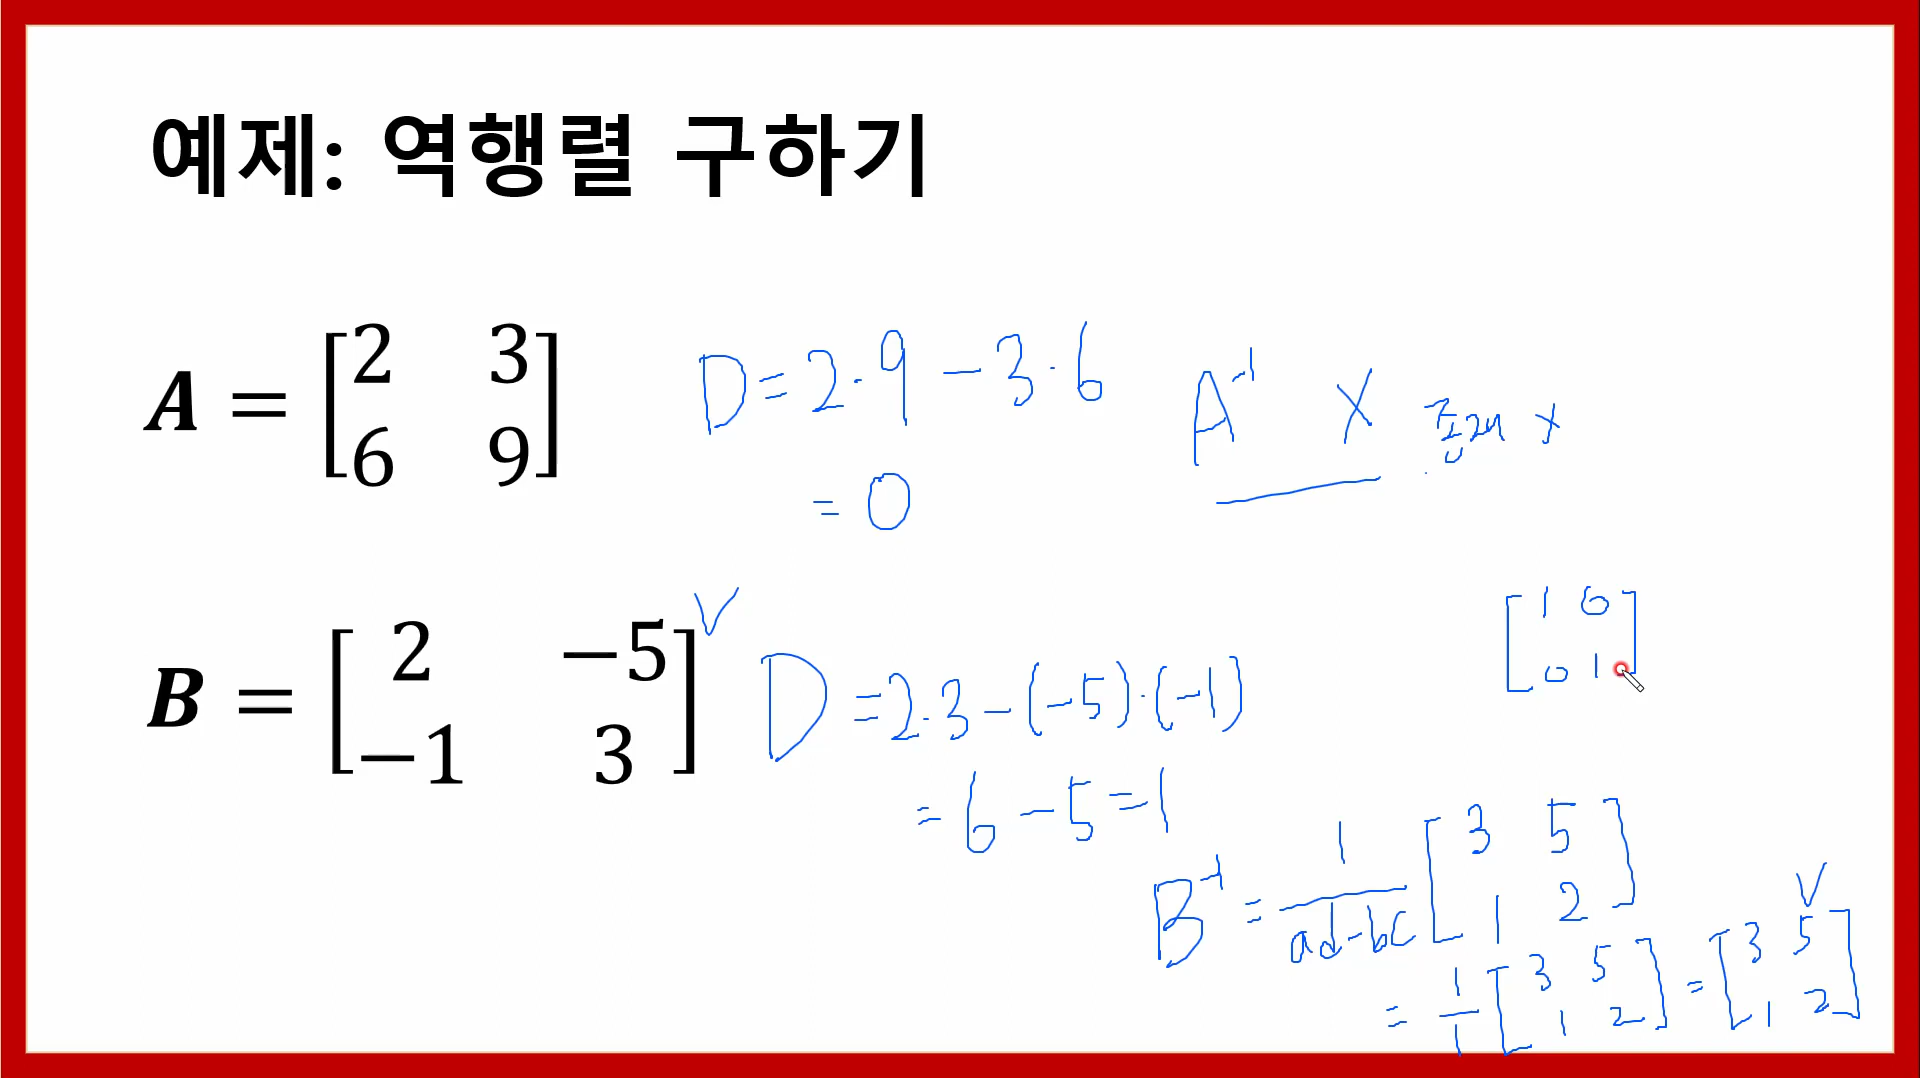 예제: 역행렬 구하기
A = [2 3
6 9]
D = 2·9 − 3·6
= 0
A⁻¹ X
존재 X
B = [2 −5
−1 3] V
D = 2·3 − (−5)·(−1)
= 6 − 5 = 1
[1 0
0 1]
B⁻¹ = 1/(ad−bc) [3 5
1 2]
= 1/1 [3 5
1 2] = [3 5
1 2] V